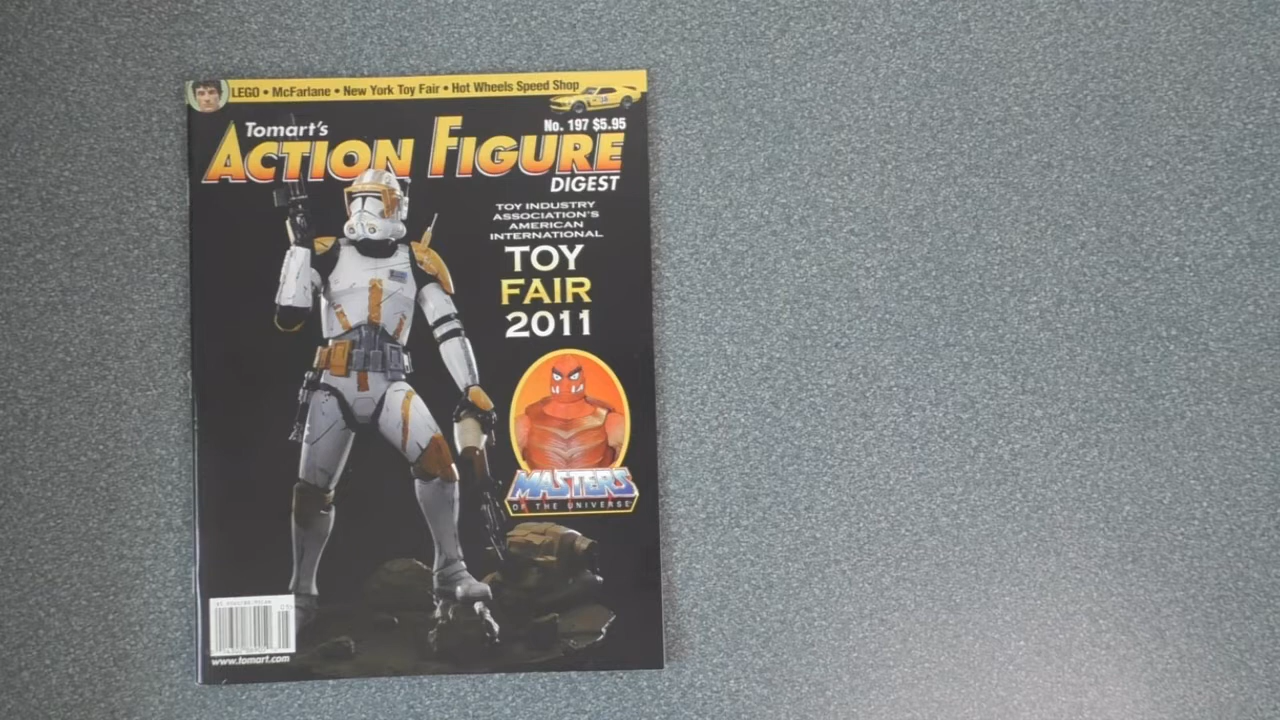 LEGO • McFarlane • New York Toy Fair • Hot Wheels Speed Shop
No. 197 $5.95
Tomart's
ACTION FIGURE
DIGEST
TOY INDUSTRY
ASSOCIATION'S
AMERICAN
INTERNATIONAL
TOY
FAIR
2011
MASTERS
OF THE UNIVERSE
www.tomart.com